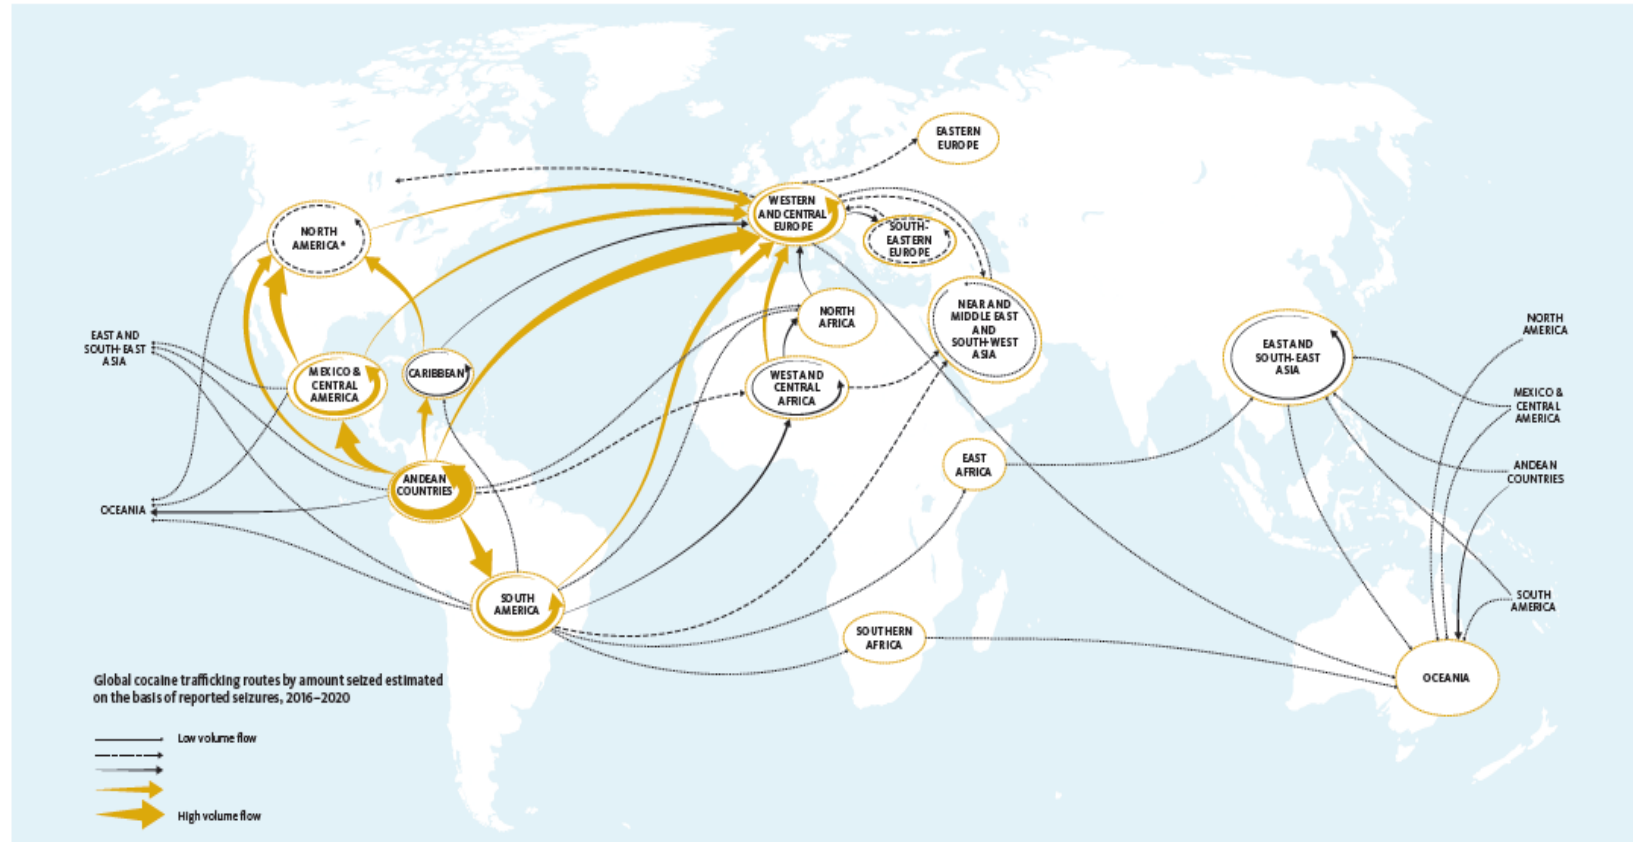 EASTERN
EUROPE
WESTERN
AND CENTRAL
EUROPE
SOUTH-
EASTERN
EUROPE
NORTH
AMERICA*
NORTH
AFRICA
NEAR AND
MIDDLE EAST
AND
SOUTH-WEST
ASIA
EAST AND
SOUTH-EAST
ASIA
EAST AND
SOUTH-EAST
ASIA
NORTH
AMERICA
MEXICO &
CENTRAL
AMERICA
CARIBBEAN
WEST AND
CENTRAL
AFRICA
MEXICO &
CENTRAL
AMERICA
ANDEAN
COUNTRIES
EAST
AFRICA
ANDEAN
COUNTRIES
OCEANIA
SOUTH
AMERICA
SOUTHERN
AFRICA
SOUTH
AMERICA
OCEANIA
Global cocaine trafficking routes by amount seized estimated
on the basis of reported seizures, 2016–2020
Low volume flow
High volume flow